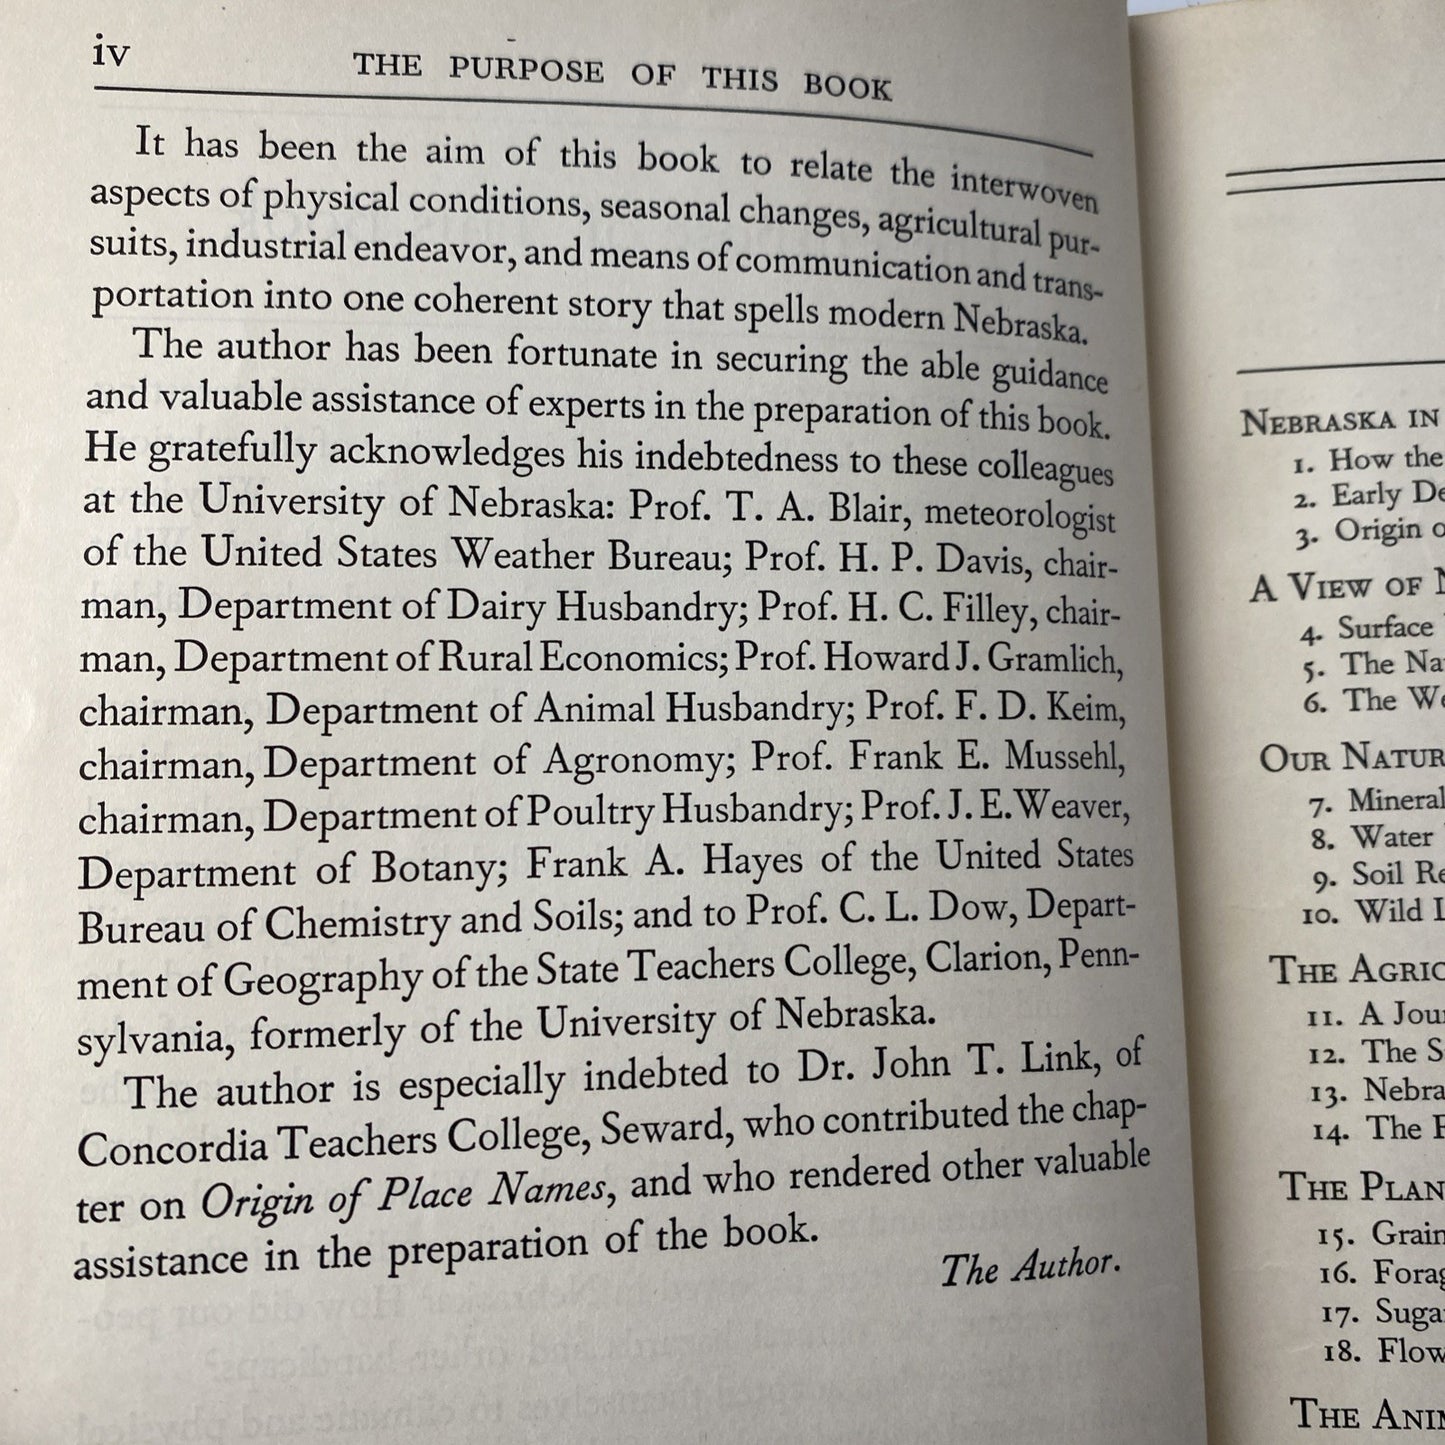 iv
THE PURPOSE OF THIS BOOK
It has been the aim of this book to relate the interwoven
aspects of physical conditions, seasonal changes, agricultural pur-
suits, industrial endeavor, and means of communication and trans-
portation into one coherent story that spells modern Nebraska.
The author has been fortunate in securing the able guidance
and valuable assistance of experts in the preparation of this book.
He gratefully acknowledges his indebtedness to these colleagues
at the University of Nebraska: Prof. T. A. Blair, meteorologist
of the United States Weather Bureau; Prof. H. P. Davis, chair-
man, Department of Dairy Husbandry; Prof. H. C. Filley, chair-
man, Department of Rural Economics; Prof. Howard J. Gramlich,
chairman, Department of Animal Husbandry; Prof. F. D. Keim,
chairman, Department of Agronomy; Prof. Frank E. Mussehl,
chairman, Department of Poultry Husbandry; Prof. J. E. Weaver,
Department of Botany; Frank A. Hayes of the United States
Bureau of Chemistry and Soils; and to Prof. C. L. Dow, Depart-
ment of Geography of the State Teachers College, Clarion, Penn-
sylvania, formerly of the University of Nebraska.
The author is especially indebted to Dr. John T. Link, of
Concordia Teachers College, Seward, who contributed the chap-
ter on Origin of Place Names, and who rendered other valuable
assistance in the preparation of the book.
The Author.
NEBRASKA IN
1. How the
2. Early De
3. Origin o
A VIEW OF N
4. Surface
5. The Na
6. The We
OUR NATUR
7. Mineral
8. Water
9. Soil Re
10. Wild L
THE AGRIC
11. A Jour
12. The S
13. Nebra
14. The F
THE PLAN
15. Grain
16. Forag
17. Sugar
18. Flow
THE ANIM